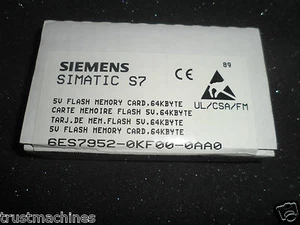 SIEMENS
SIMATIC S7
CE
89
UL/CSA/FM
5V FLASH MEMORY CARD.64KBYTE
CARTE MEMOIRE FLASH 5V.64KBYTE
TARJ.DE MEM.FLASH 5V.64KBYTE
5V FLASH MEMORY CARD.64KBYTE
6ES7952-0KF00-0AA0
trustmachines